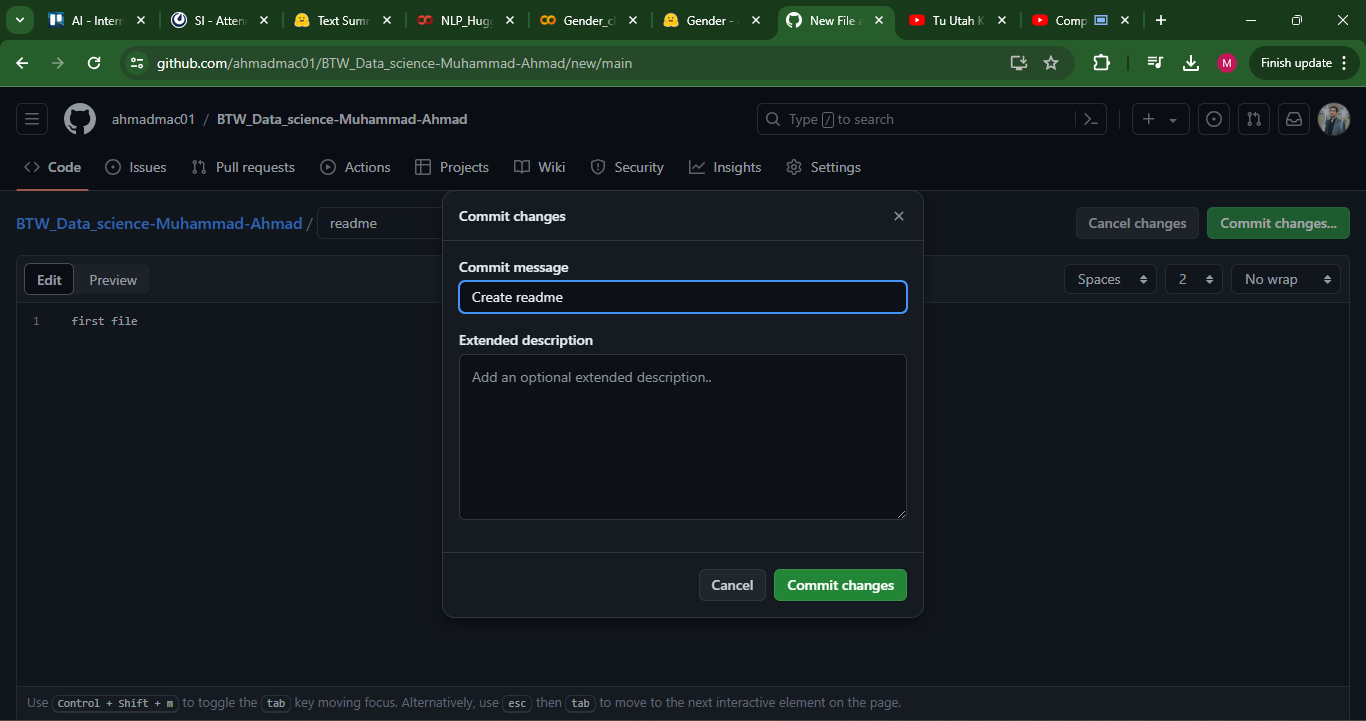 AI - Intern
SI - Atten
Text Summ
NLP_Hugg
Gender_cl
Gender -
New File a
Tu Utah K
Comp
github.com/ahmadmac01/BTW_Data_science-Muhammad-Ahmad/new/main
M
Finish update
ahmadmac01 / BTW_Data_science-Muhammad-Ahmad
Type / to search
Code
Issues
Pull requests
Actions
Projects
Wiki
Security
Insights
Settings
BTW_Data_science-Muhammad-Ahmad / readme
Cancel changes
Commit changes...
Edit
Preview
Spaces
2
No wrap
1 first file
Commit changes
Commit message
Create readme
Extended description
Add an optional extended description..
Cancel
Commit changes
Use Control + Shift + m to toggle the tab key moving focus. Alternatively, use esc then tab to move to the next interactive element on the page.